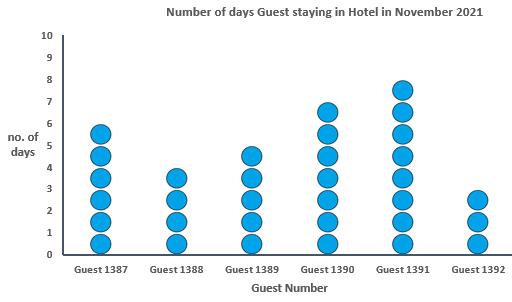 Number of days Guest staying in Hotel in November 2021
10
9
8
7
6
5
4
3
2
1
0
no. of
days
Guest 1387
Guest 1388
Guest 1389
Guest 1390
Guest 1391
Guest 1392
Guest Number